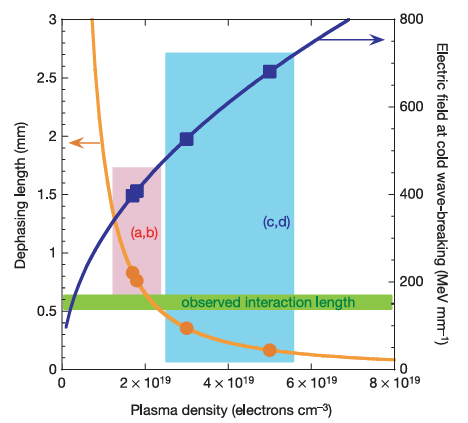 3
2.5
2
1.5
1
0.5
0
Dephasing length (mm)
800
600
400
200
0
Electric field at cold wave-breaking (MeV mm⁻¹)
(a,b)
(c,d)
observed interaction length
0
2 × 10¹⁹
4 × 10¹⁹
6 × 10¹⁹
8 × 10¹⁹
Plasma density (electrons cm⁻³)